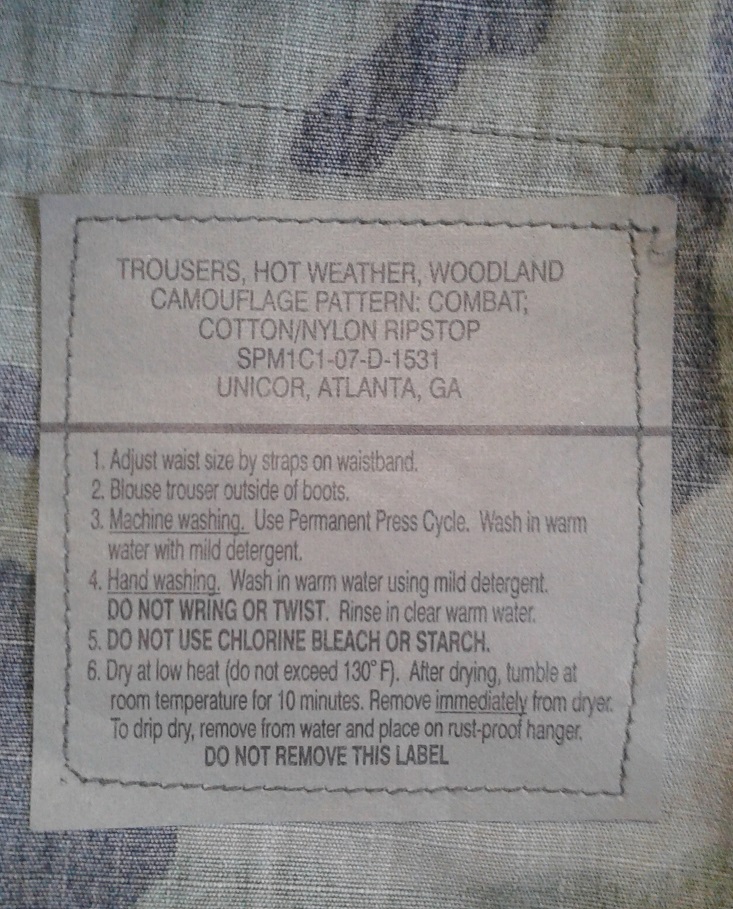 TROUSERS, HOT WEATHER, WOODLAND
CAMOUFLAGE PATTERN: COMBAT;
COTTON/NYLON RIPSTOP
SPM1C1-07-D-1531
UNICOR, ATLANTA, GA
1. Adjust waist size by straps on waistband.
2. Blouse trouser outside of boots.
3. Machine washing. Use Permanent Press Cycle. Wash in warm
water with mild detergent.
4. Hand washing. Wash in warm water using mild detergent.
DO NOT WRING OR TWIST. Rinse in clear warm water.
5. DO NOT USE CHLORINE BLEACH OR STARCH.
6. Dry at low heat (do not exceed 130° F). After drying, tumble at
room temperature for 10 minutes. Remove immediately from dryer.
To drip dry, remove from water and place on rust-proof hanger.
DO NOT REMOVE THIS LABEL